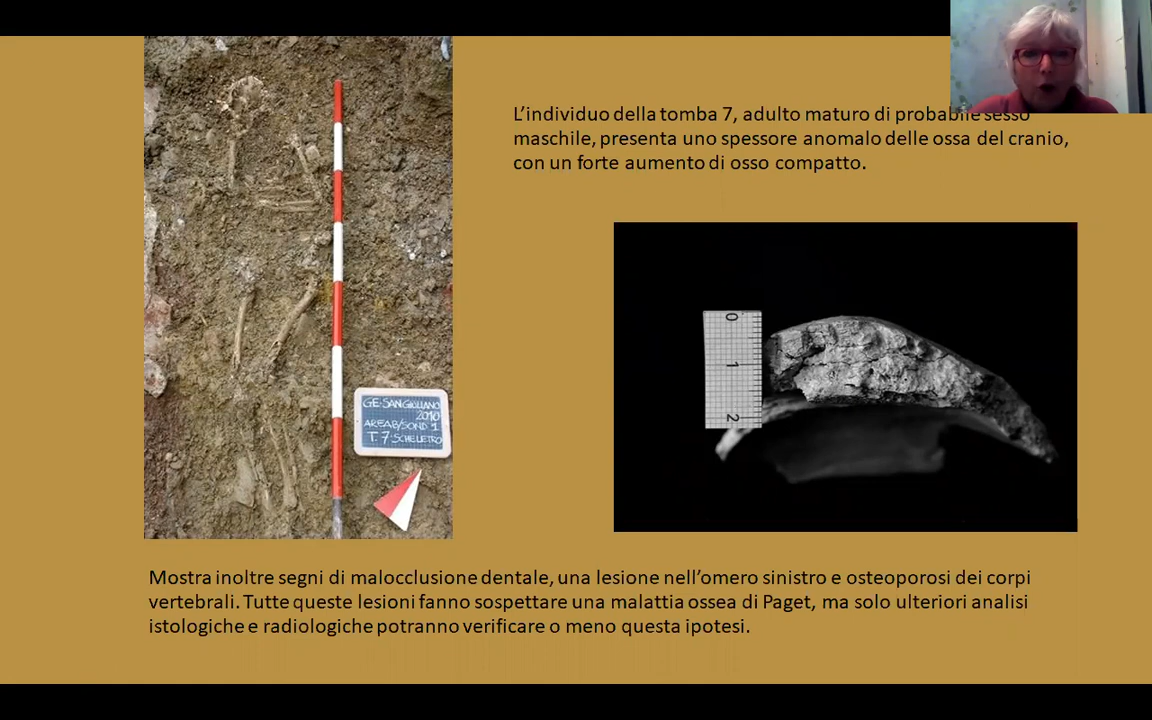 L'individuo della tomba 7, adulto maturo di probabile sesso
maschile, presenta uno spessore anomalo delle ossa del cranio,
con un forte aumento di osso compatto.
GE•SAN GIULIANO
2010
AREA B/SOND 1
T. 7 SCHELETRO
0
1
2
Mostra inoltre segni di malocclusione dentale, una lesione nell'omero sinistro e osteoporosi dei corpi
vertebrali. Tutte queste lesioni fanno sospettare una malattia ossea di Paget, ma solo ulteriori analisi
istologiche e radiologiche potranno verificare o meno questa ipotesi.